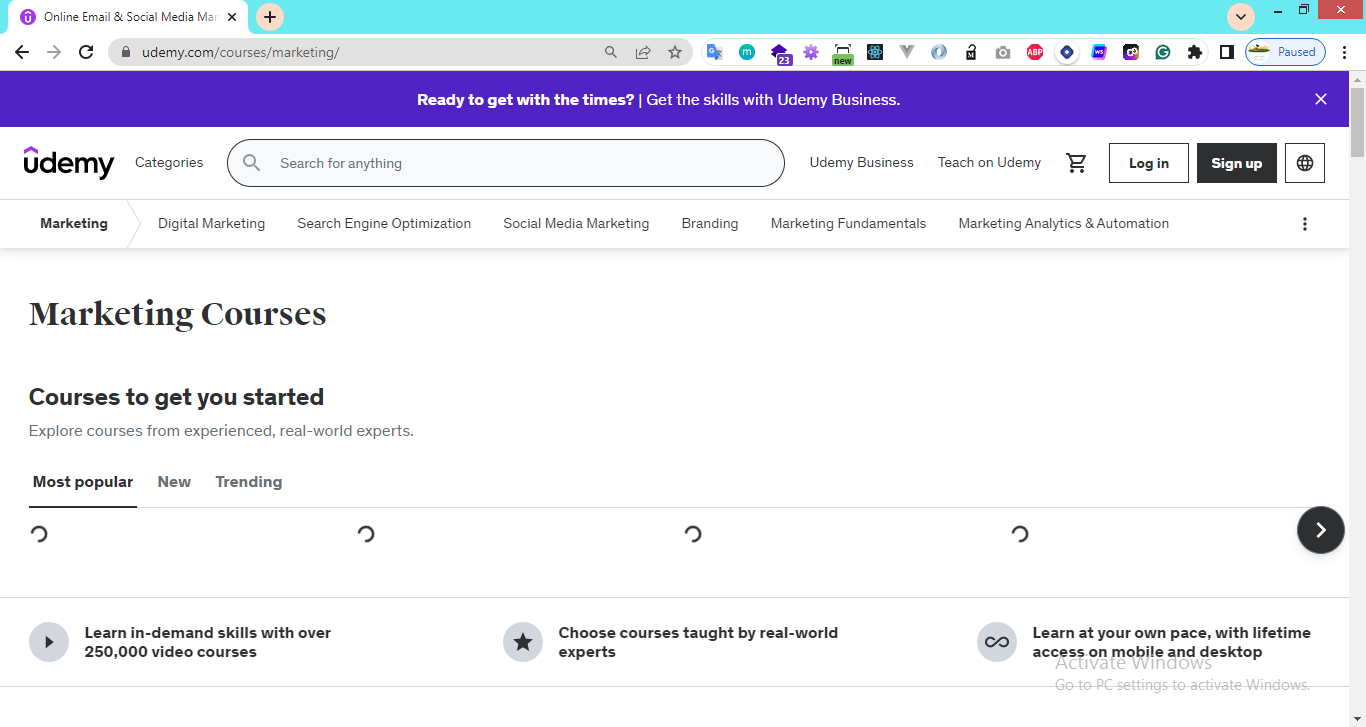 Online Email & Social Media Mar
udemy.com/courses/marketing/
m
23
new
ABP
WS
G
Paused
Ready to get with the times? | Get the skills with Udemy Business.
udemy
Categories
Search for anything
Udemy Business
Teach on Udemy
Log in
Sign up
Marketing
Digital Marketing
Search Engine Optimization
Social Media Marketing
Branding
Marketing Fundamentals
Marketing Analytics & Automation
Marketing Courses
Courses to get you started
Explore courses from experienced, real-world experts.
Most popular
New
Trending
Learn in-demand skills with over
250,000 video courses
Choose courses taught by real-world
experts
Learn at your own pace, with lifetime
access on mobile and desktop
Activate Windows
Go to PC settings to activate Windows.